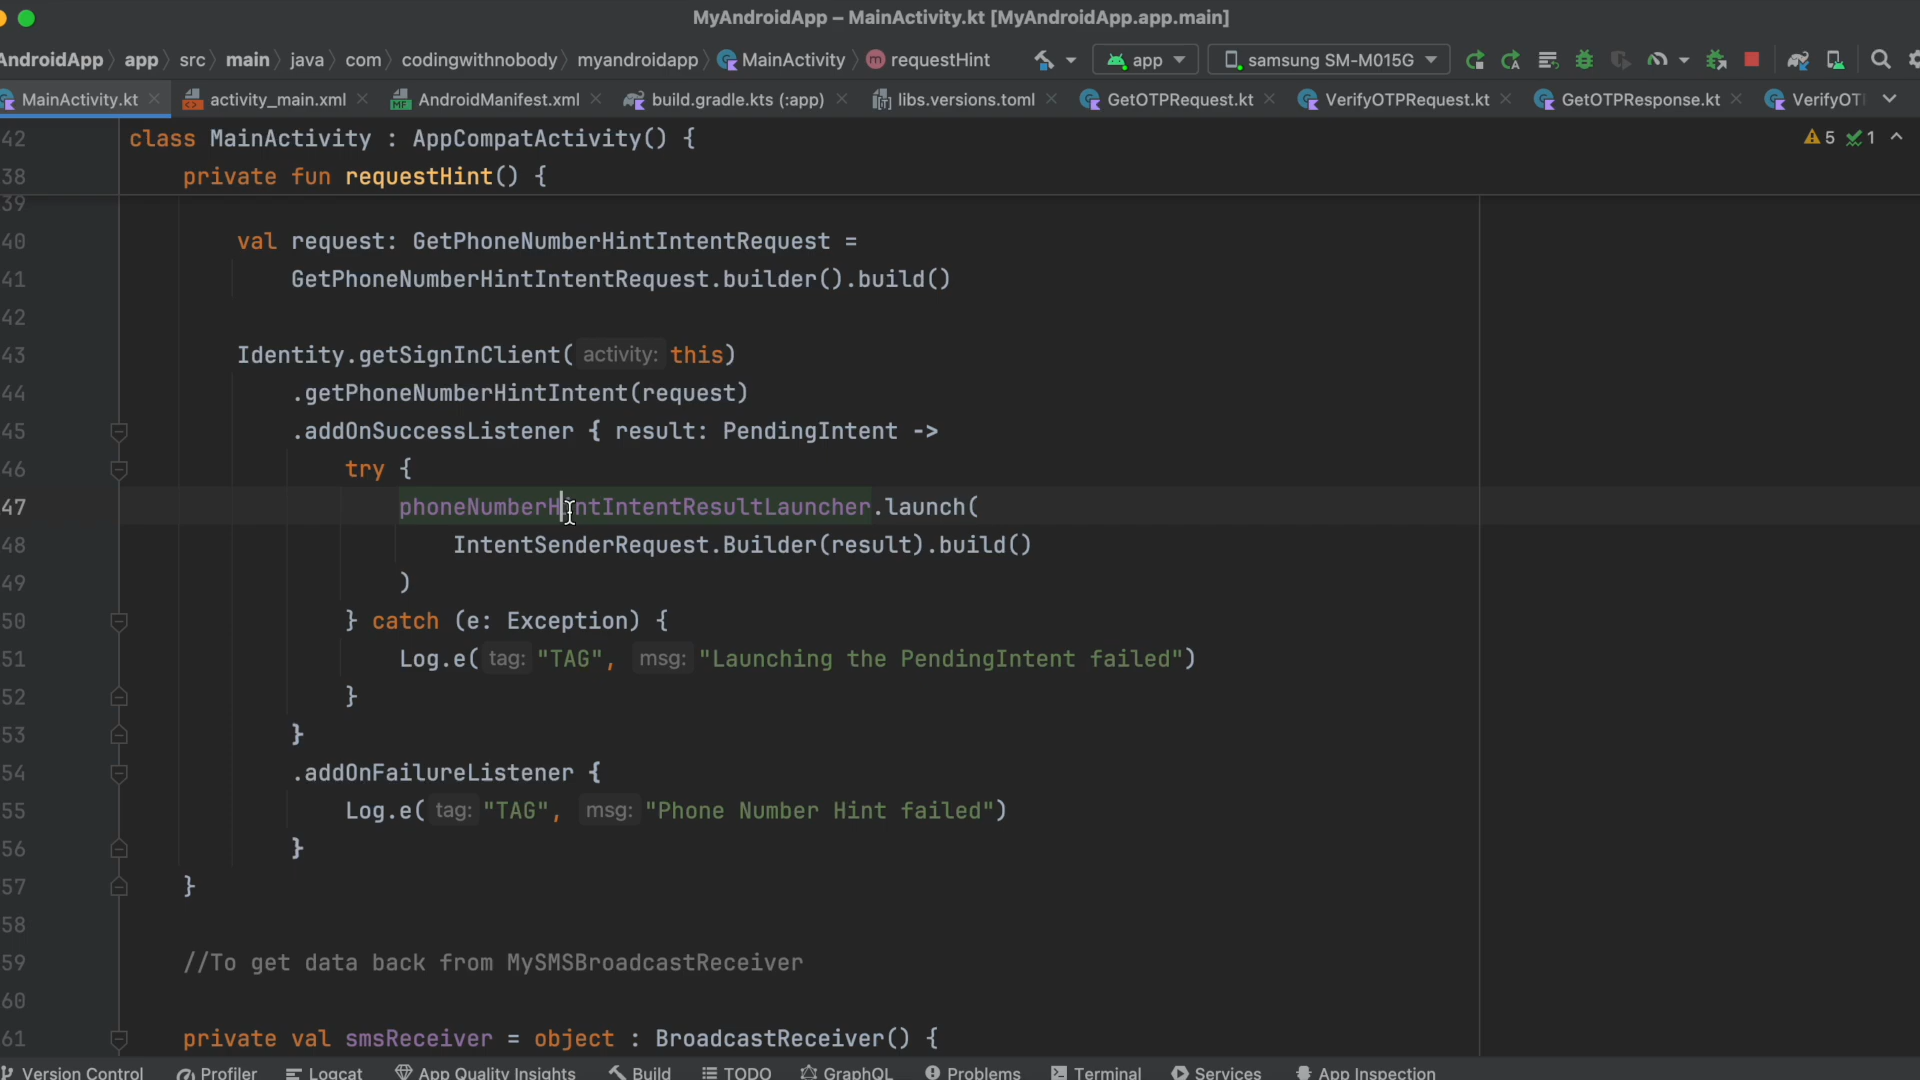 MyAndroidApp – MainActivity.kt [MyAndroidApp.app.main]
AndroidApp app src main java com codingwithnobody myandroidapp MainActivity requestHint app samsung SM-M015G
MainActivity.kt activity_main.xml AndroidManifest.xml build.gradle.kts (:app) libs.versions.toml GetOTPRequest.kt VerifyOTPRequest.kt GetOTPResponse.kt VerifyOT
42 class MainActivity : AppCompatActivity() { 5 1
38 private fun requestHint() {
39
40 val request: GetPhoneNumberHintIntentRequest =
41 GetPhoneNumberHintIntentRequest.builder().build()
42
43 Identity.getSignInClient( activity: this)
44 .getPhoneNumberHintIntent(request)
45 .addOnSuccessListener { result: PendingIntent ->
46 try {
47 phoneNumberHintIntentResultLauncher.launch(
48 IntentSenderRequest.Builder(result).build()
49 )
50 } catch (e: Exception) {
51 Log.e( tag: "TAG", msg: "Launching the PendingIntent failed")
52 }
53 }
54 .addOnFailureListener {
55 Log.e( tag: "TAG", msg: "Phone Number Hint failed")
56 }
57 }
58
59 //To get data back from MySMSBroadcastReceiver
60
61 private val smsReceiver = object : BroadcastReceiver() {
Version Control Profiler Logcat App Quality Insights Build TODO GraphQL Problems Terminal Services App Inspection